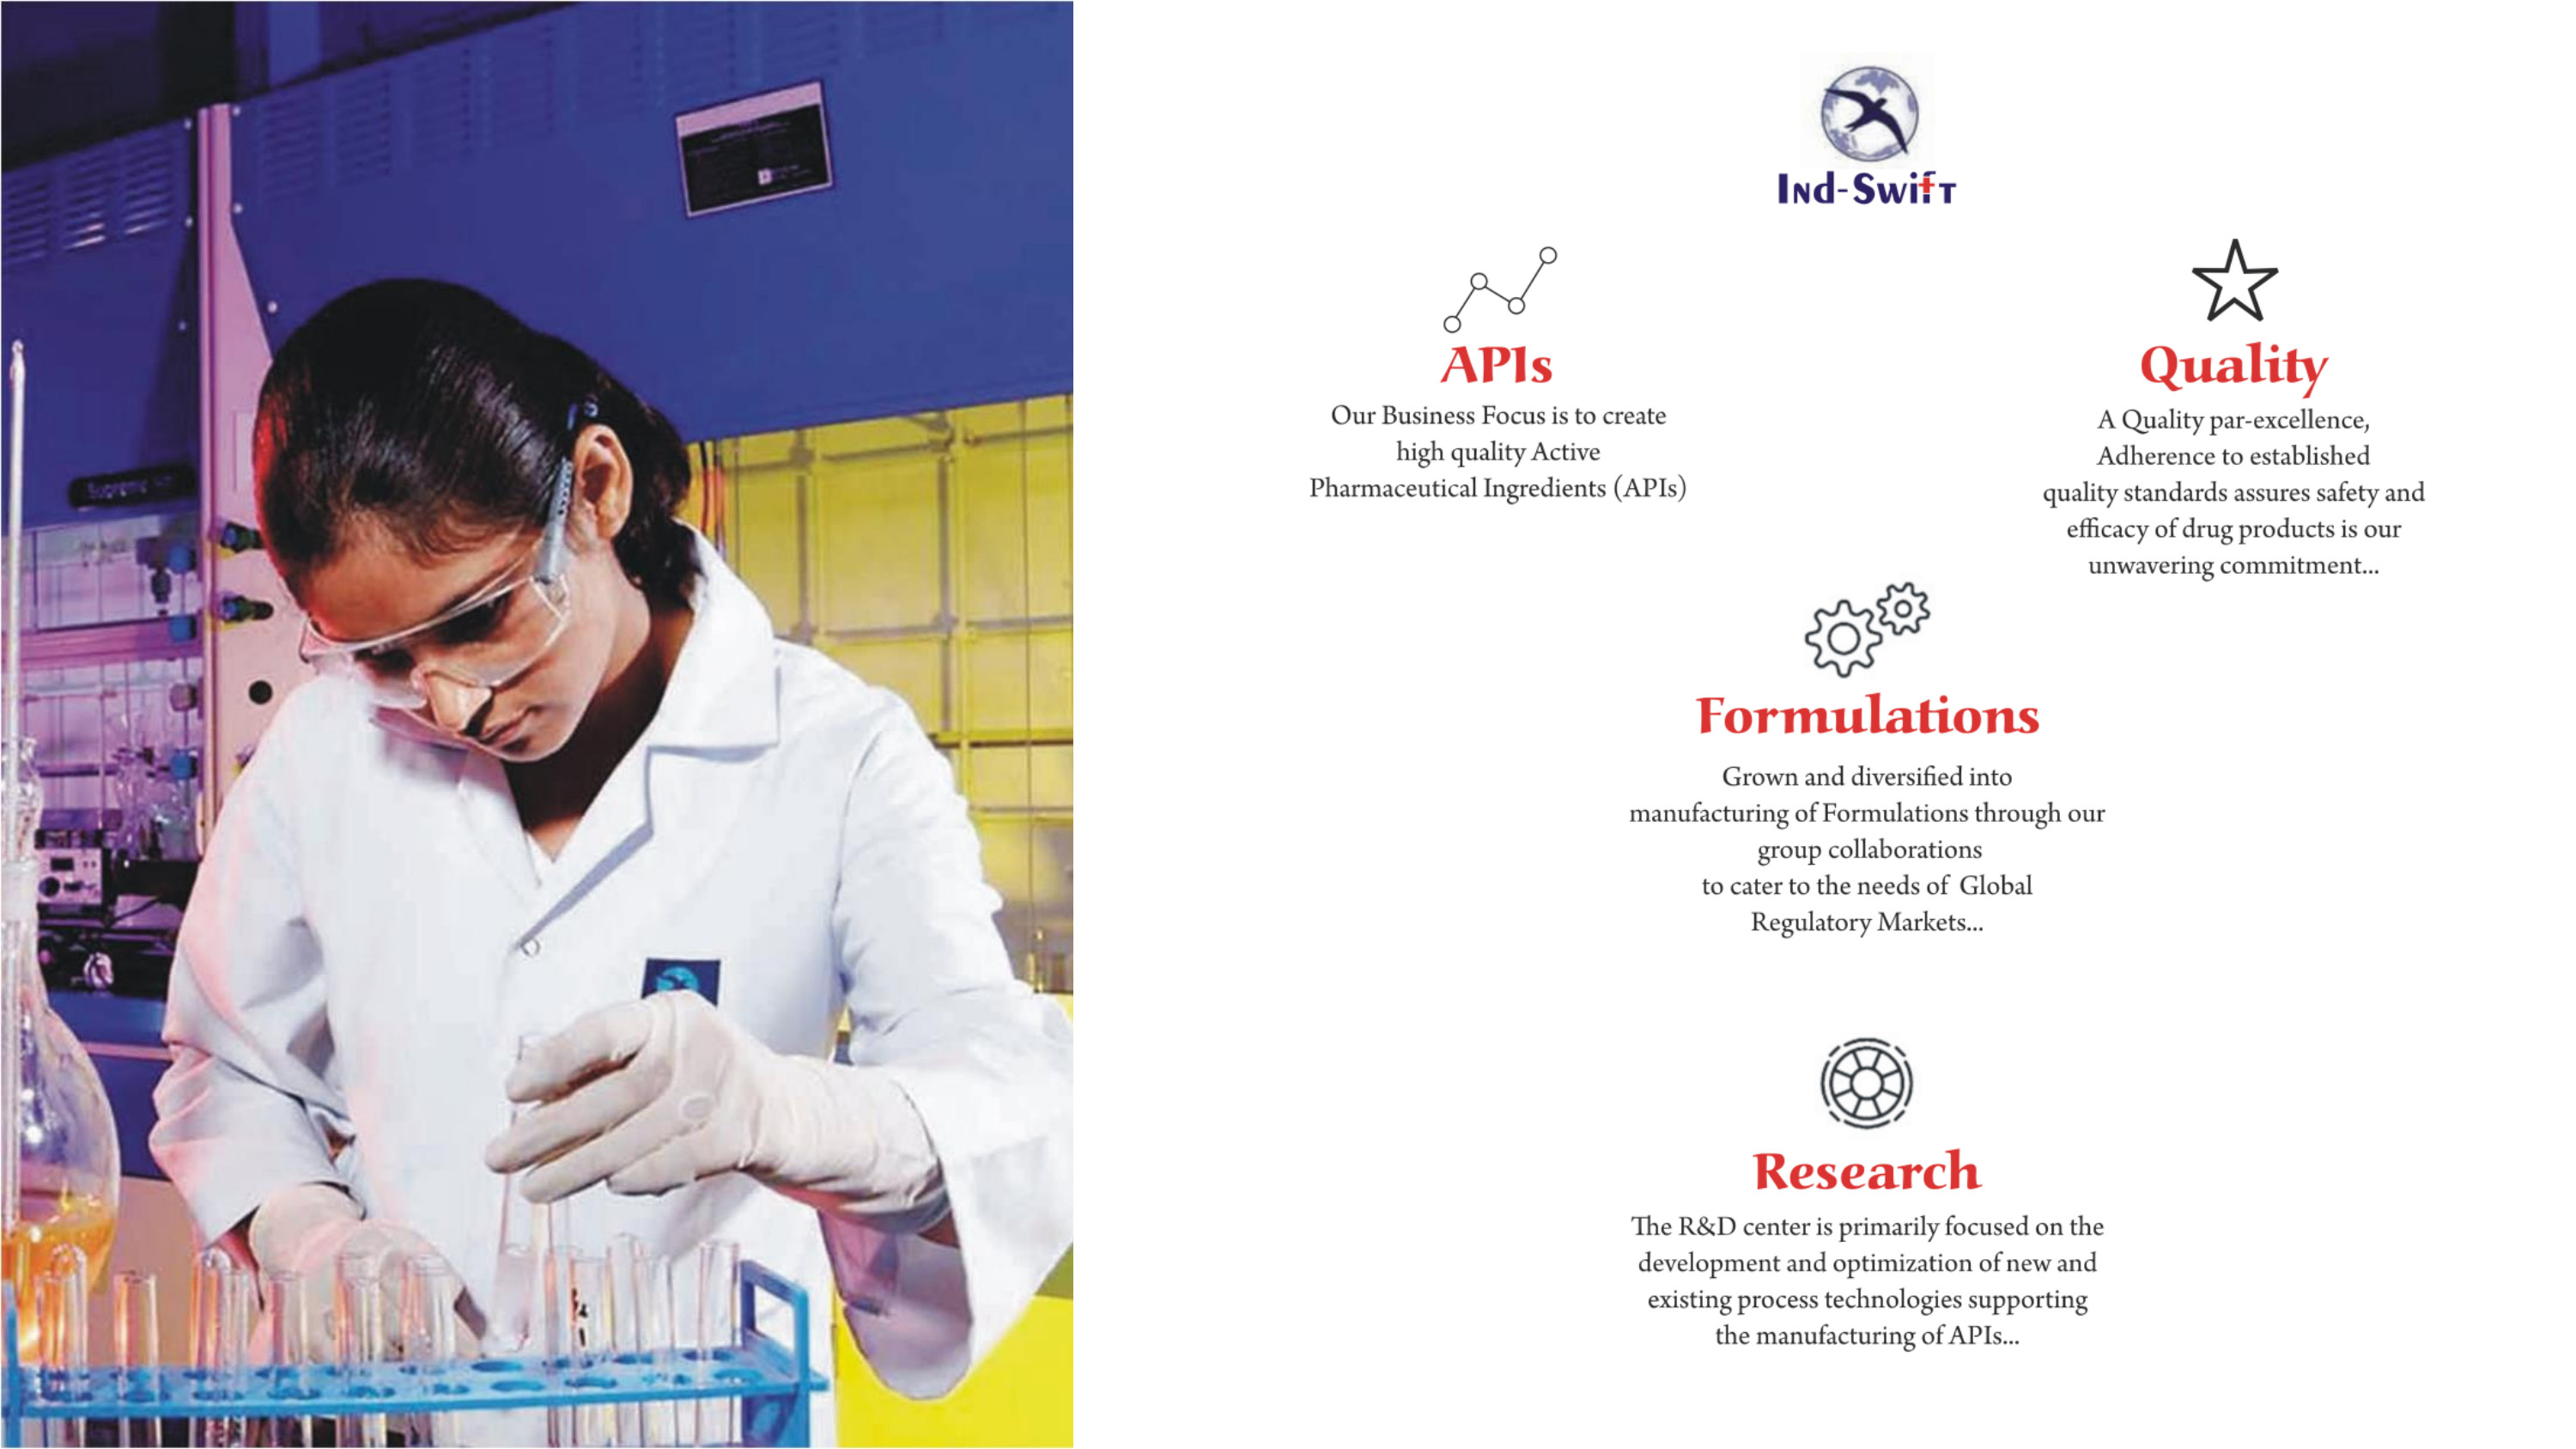 Ind-Swift
APIs
Our Business Focus is to create
high quality Active
Pharmaceutical Ingredients (APIs)
Quality
A Quality par-excellence,
Adherence to established
quality standards assures safety and
efficacy of drug products is our
unwavering commitment...
Formulations
Grown and diversified into
manufacturing of Formulations through our
group collaborations
to cater to the needs of Global
Regulatory Markets...
Research
The R&D center is primarily focused on the
development and optimization of new and
existing process technologies supporting
the manufacturing of APIs...